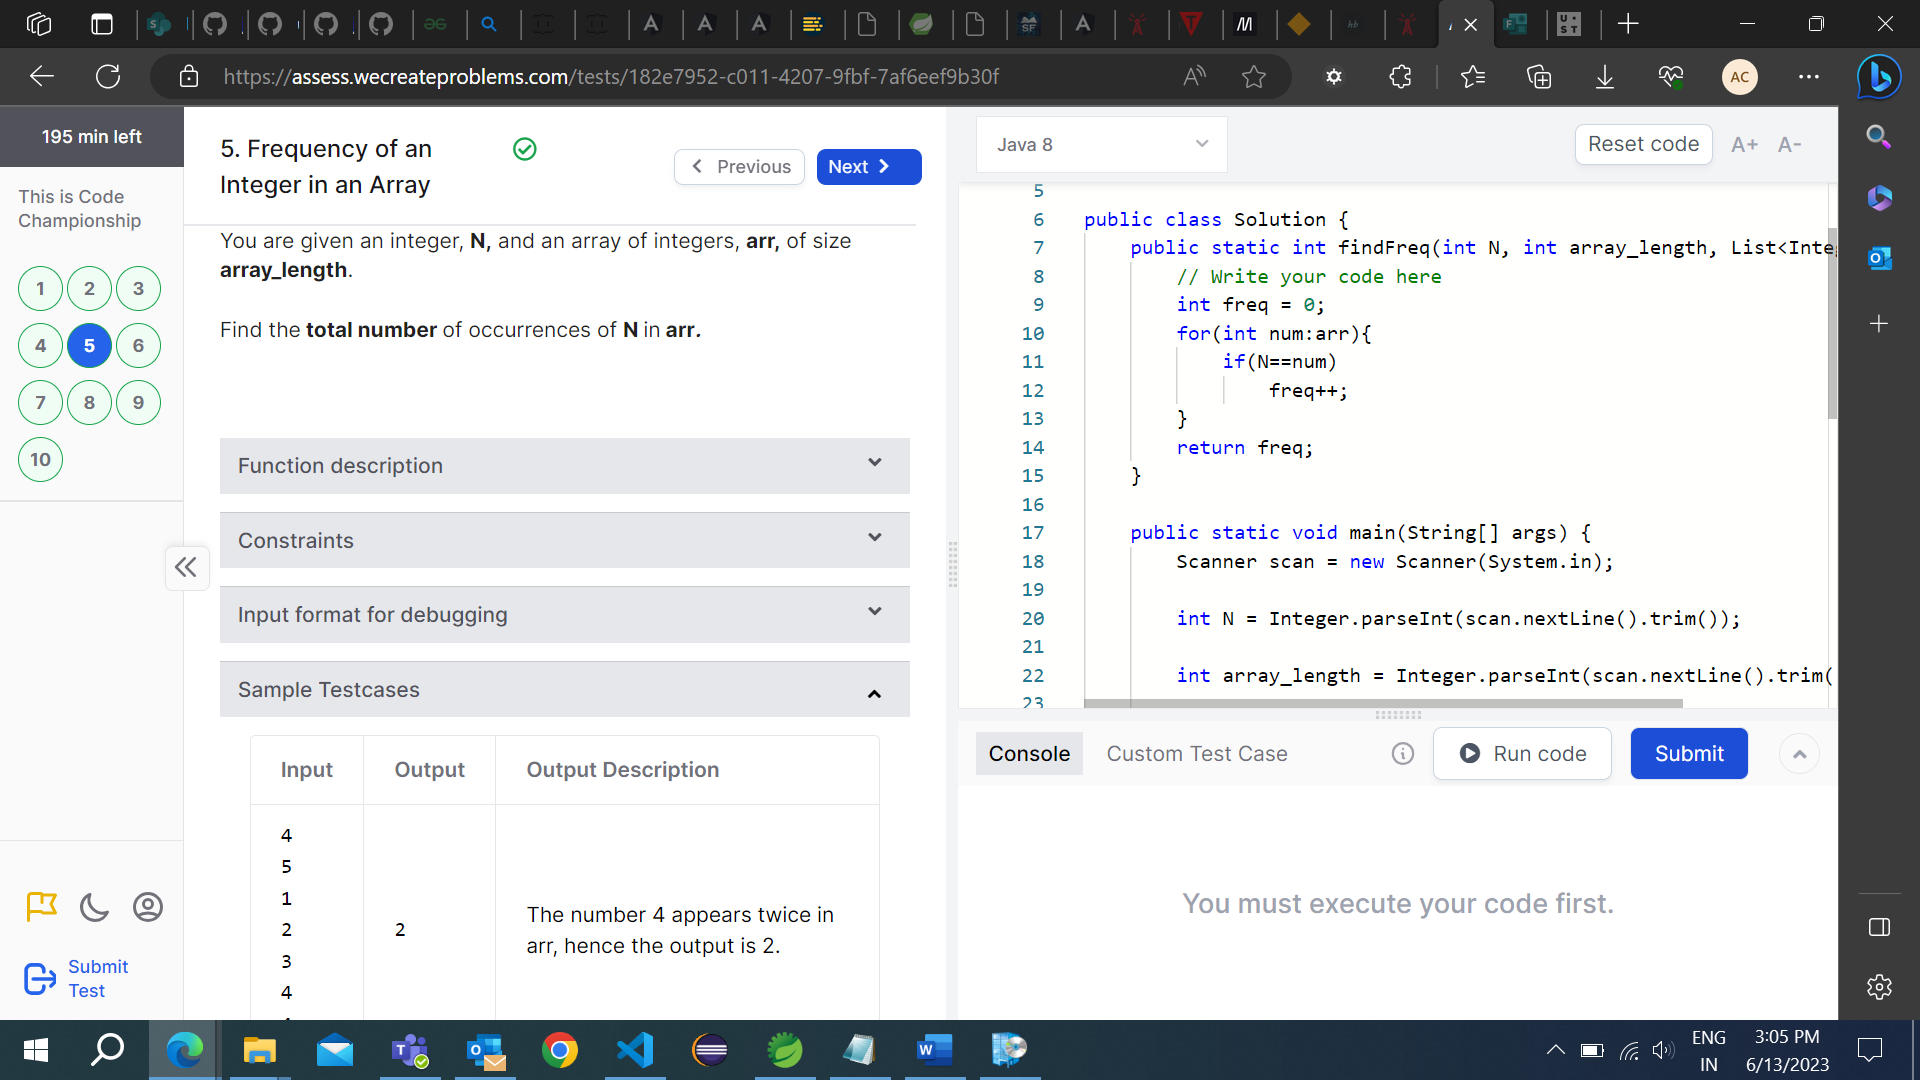 https://assess.wecreateproblems.com/tests/182e7952-c011-4207-9fbf-7af6eef9b30f
AC
195 min left
This is Code
Championship
1 2 3
4 5 6
7 8 9
10
Submit
Test
5. Frequency of an
Integer in an Array
Previous
Next
You are given an integer, N, and an array of integers, arr, of size
array_length.
Find the total number of occurrences of N in arr.
Function description
Constraints
Input format for debugging
Sample Testcases
Input Output Output Description
4
5
1
2
3
4
2
The number 4 appears twice in
arr, hence the output is 2.
Java 8
Reset code
A+ A-
5
6 public class Solution {
7 public static int findFreq(int N, int array_length, List<Inte
8 // Write your code here
9 int freq = 0;
10 for(int num:arr){
11 if(N==num)
12 freq++;
13 }
14 return freq;
15 }
16
17 public static void main(String[] args) {
18 Scanner scan = new Scanner(System.in);
19
20 int N = Integer.parseInt(scan.nextLine().trim());
21
22 int array_length = Integer.parseInt(scan.nextLine().trim(
23
Console
Custom Test Case
Run code
Submit
You must execute your code first.
ENG
IN
3:05 PM
6/13/2023